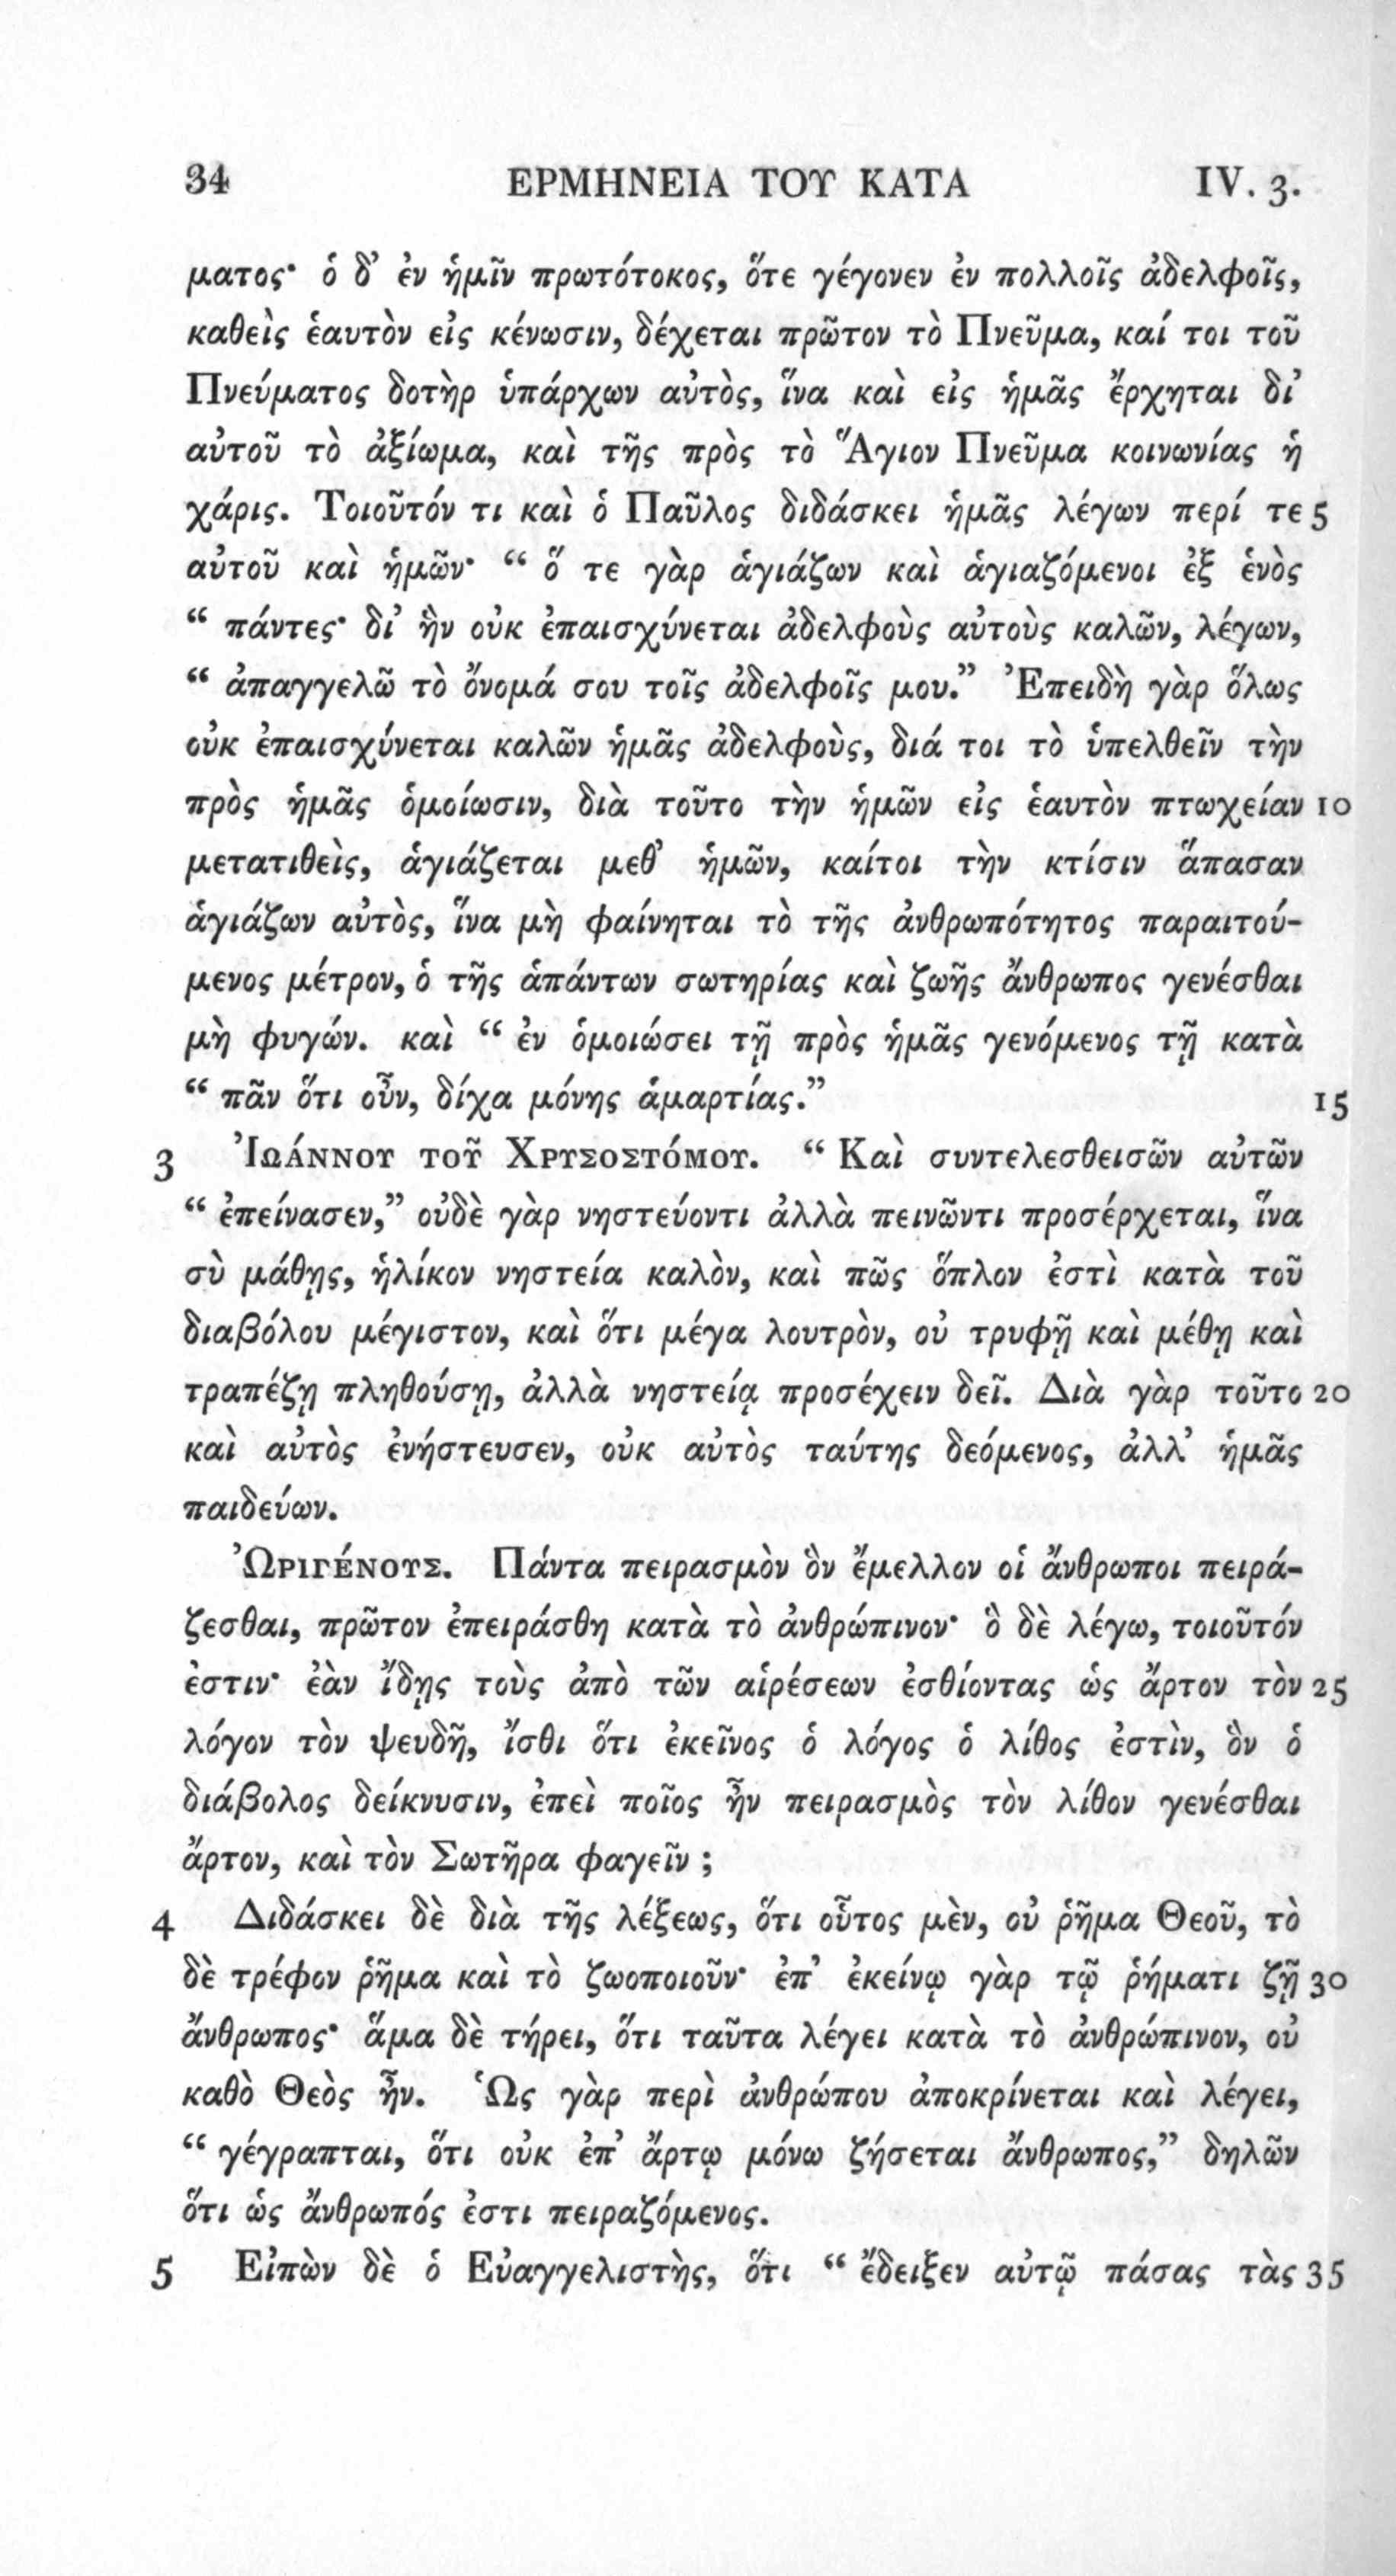 34 ΕΡΜΗΝΕΙΑ ΤΟΥ ΚΑΤΑ IV. 3.
ματος· ὁ δ’ ἐν ἡμῖν πρωτότοκος, ὅτε γέγονεν ἐν πολλοῖς ἀδελφοῖς,
καθεὶς ἑαυτὸν εἰς κένωσιν, δέχεται πρῶτον τὸ Πνεῦμα, καί τοι τοῦ
Πνεύματος δοτὴρ ὑπάρχων αὐτὸς, ἵνα καὶ εἰς ἡμᾶς ἔρχηται δι’
αὐτοῦ τὸ ἀξίωμα, καὶ τῆς πρὸς τὸ Ἅγιον Πνεῦμα κοινωνίας ἡ
χάρις. Τοιοῦτόν τι καὶ ὁ Παῦλος διδάσκει ἡμᾶς λέγων περί τε 5
αὐτοῦ καὶ ἡμῶν· “ ὅ τε γὰρ ἁγιάζων καὶ ἁγιαζόμενοι ἐξ ἑνὸς
“ πάντες· δι’ ἣν οὐκ ἐπαισχύνεται ἀδελφοὺς αὐτοὺς καλῶν, λέγων,
“ ἀπαγγελῶ τὸ ὄνομά σου τοῖς ἀδελφοῖς μου.” Ἐπειδὴ γὰρ ὅλως
οὐκ ἐπαισχύνεται καλῶν ἡμᾶς ἀδελφοὺς, διά τοι τὸ ὑπελθεῖν τὴν
πρὸς ἡμᾶς ὁμοίωσιν, διὰ τοῦτο τὴν ἡμῶν εἰς ἑαυτὸν πτωχείαν 10
μετατιθεὶς, ἁγιάζεται μεθ’ ἡμῶν, καίτοι τὴν κτίσιν ἅπασαν
ἁγιάζων αὐτὸς, ἵνα μὴ φαίνηται τὸ τῆς ἀνθρωπότητος παραιτού-
μενος μέτρον, ὁ τῆς ἁπάντων σωτηρίας καὶ ζωῆς ἄνθρωπος γενέσθαι
μὴ φυγών. καὶ “ ἐν ὁμοιώσει τῇ πρὸς ἡμᾶς γενόμενος τῇ κατὰ
“ πᾶν ὅτι οὖν, δίχα μόνης ἁμαρτίας.” 15
3 Ἰωάννου τοῦ Χρυσοστόμου. “ Καὶ συντελεσθεισῶν αὐτῶν
“ ἐπείνασεν,” οὐδὲ γὰρ νηστεύοντι ἀλλὰ πεινῶντι προσέρχεται, ἵνα
σὺ μάθῃς, ἡλίκον νηστεία καλὸν, καὶ πῶς ὅπλον ἐστὶ κατὰ τοῦ
διαβόλου μέγιστον, καὶ ὅτι μέγα λουτρὸν, οὐ τρυφῇ καὶ μέθῃ καὶ
τραπέζῃ πληθούσῃ, ἀλλὰ νηστείᾳ προσέχειν δεῖ. Διὰ γὰρ τοῦτο 20
καὶ αὐτὸς ἐνήστευσεν, οὐκ αὐτὸς ταύτης δεόμενος, ἀλλ’ ἡμᾶς
παιδεύων.
Ὠριγένους. Πάντα πειρασμὸν ὃν ἔμελλον οἱ ἄνθρωποι πειρά-
ζεσθαι, πρῶτον ἐπειράσθη κατὰ τὸ ἀνθρώπινον· ὃ δὲ λέγω, τοιοῦτόν
ἐστιν· ἐὰν ἴδῃς τοὺς ἀπὸ τῶν αἱρέσεων ἐσθίοντας ὡς ἄρτον τὸν 25
λόγον τὸν ψευδῆ, ἴσθι ὅτι ἐκεῖνος ὁ λόγος ὁ λίθος ἐστὶν, ὃν ὁ
διάβολος δείκνυσιν, ἐπεὶ ποῖος ἦν πειρασμὸς τὸν λίθον γενέσθαι
ἄρτον, καὶ τὸν Σωτῆρα φαγεῖν ;
4 Διδάσκει δὲ διὰ τῆς λέξεως, ὅτι οὗτος μὲν, οὐ ῥῆμα Θεοῦ, τὸ
δὲ τρέφον ῥῆμα καὶ τὸ ζωοποιοῦν· ἐπ’ ἐκείνῳ γὰρ τῷ ῥήματι ζῇ 30
ἄνθρωπος· ἅμα δὲ τήρει, ὅτι ταῦτα λέγει κατὰ τὸ ἀνθρώπινον, οὐ
καθὸ Θεὸς ἦν. Ὡς γὰρ περὶ ἀνθρώπου ἀποκρίνεται καὶ λέγει,
“ γέγραπται, ὅτι οὐκ ἐπ’ ἄρτῳ μόνω ζήσεται ἄνθρωπος,” δηλῶν
ὅτι ὡς ἄνθρωπός ἐστι πειραζόμενος.
5 Εἰπὼν δὲ ὁ Εὐαγγελιστὴς, ὅτι “ ἔδειξεν αὐτῷ πάσας τὰς 35